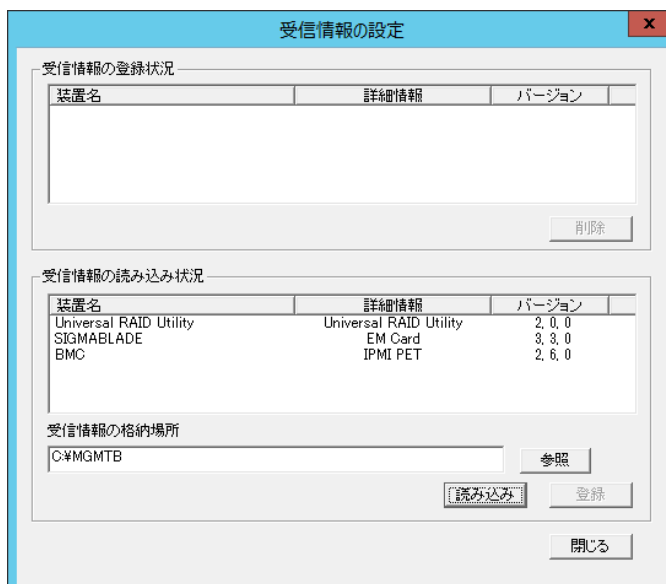 受信情報の設定
x
受信情報の登録状況
装置名 詳細情報 バージョン
削除
受信情報の読み込み状況
装置名 詳細情報 バージョン
Universal RAID Utility Universal RAID Utility 2, 0, 0
SIGMABLADE EM Card 3, 3, 0
BMC IPMI PET 2, 6, 0
受信情報の格納場所
C:¥MGMTB 参照
読み込み 登録
閉じる